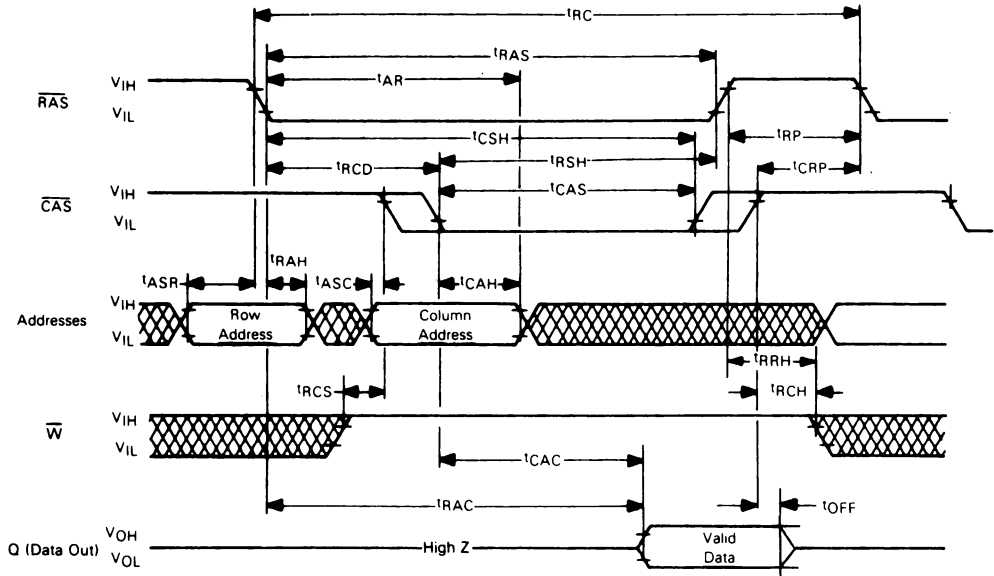 tRC
tRAS
tAR
RAS VIH
VIL
tRP
tCSH
tRSH
tRCD
tCRP
tCAS
CAS VIH
VIL
tRAH
tASR
tASC
tCAH
Addresses VIH
VIL
Row Address
Column Address
tRRH
tRCS
tRCH
W VIH
VIL
tCAC
tRAC
tOFF
Q (Data Out) VOH
VOL
High Z
Valid Data